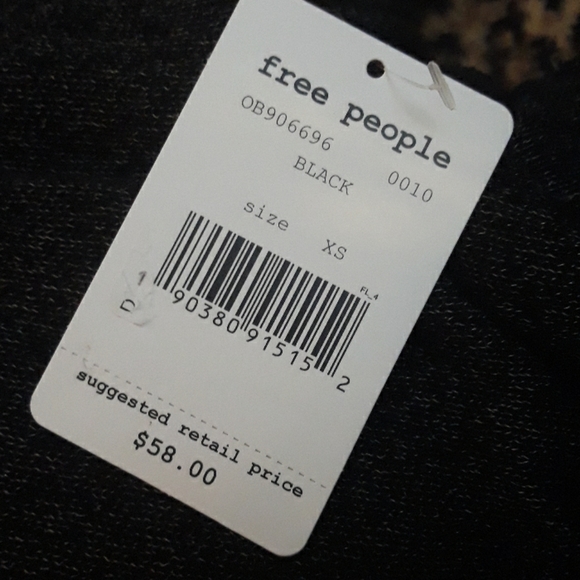 free people
OB906696 0010
BLACK
size XS
FL_4
1 90380 91515 2
D
suggested retail price
$58.00